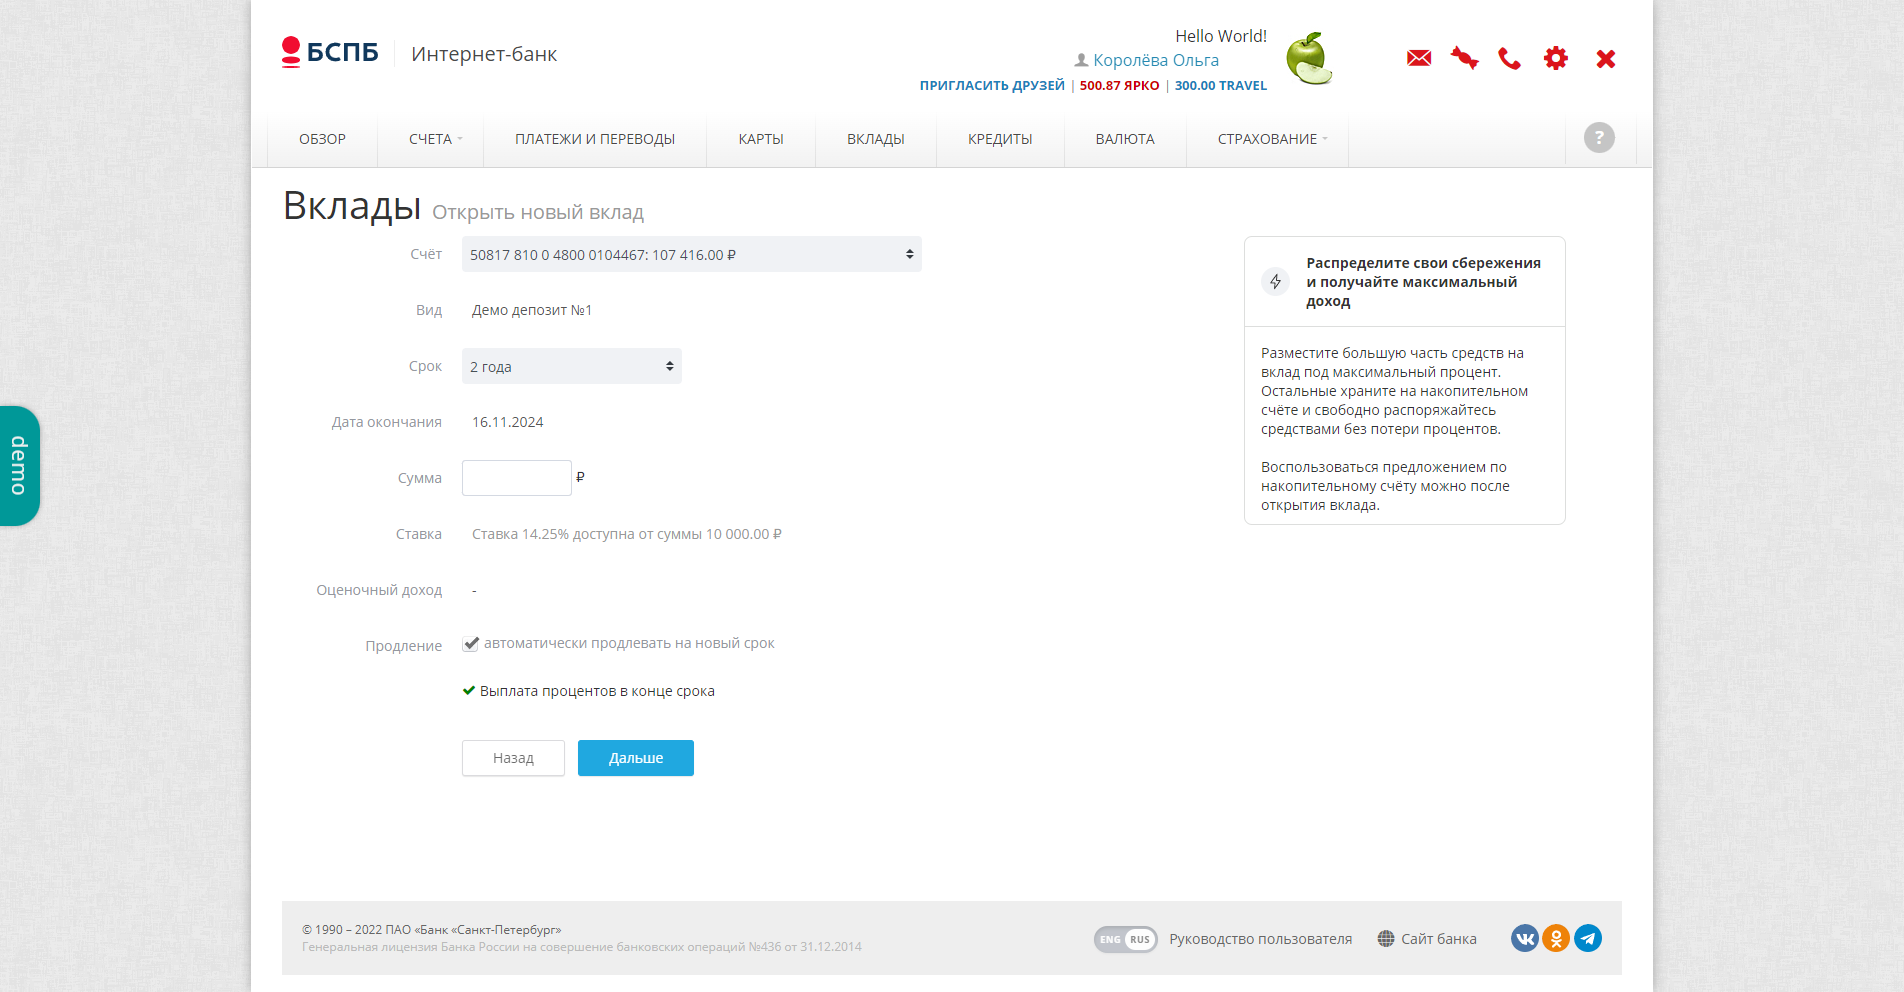 БСПБ Интернет-банк
Hello World!
Королёва Ольга
ПРИГЛАСИТЬ ДРУЗЕЙ | 500.87 ЯРКО | 300.00 TRAVEL
ОБЗОР СЧЕТА ПЛАТЕЖИ И ПЕРЕВОДЫ КАРТЫ ВКЛАДЫ КРЕДИТЫ ВАЛЮТА СТРАХОВАНИЕ ?
Вклады Открыть новый вклад
Счёт 50817 810 0 4800 0104467: 107 416.00 ₽
Вид Демо депозит №1
Срок 2 года
Дата окончания 16.11.2024
Сумма ₽
Ставка Ставка 14.25% доступна от суммы 10 000.00 ₽
Оценочный доход -
Продление автоматически продлевать на новый срок
Выплата процентов в конце срока
Назад Дальше
Распределите свои сбережения
и получайте максимальный
доход
Разместите большую часть средств на
вклад под максимальный процент.
Остальные храните на накопительном
счёте и свободно распоряжайтесь
средствами без потери процентов.
Воспользоваться предложением по
накопительному счёту можно после
открытия вклада.
demo
© 1990 – 2022 ПАО «Банк «Санкт-Петербург»
Генеральная лицензия Банка России на совершение банковских операций №436 от 31.12.2014
ENG RUS Руководство пользователя Сайт банка